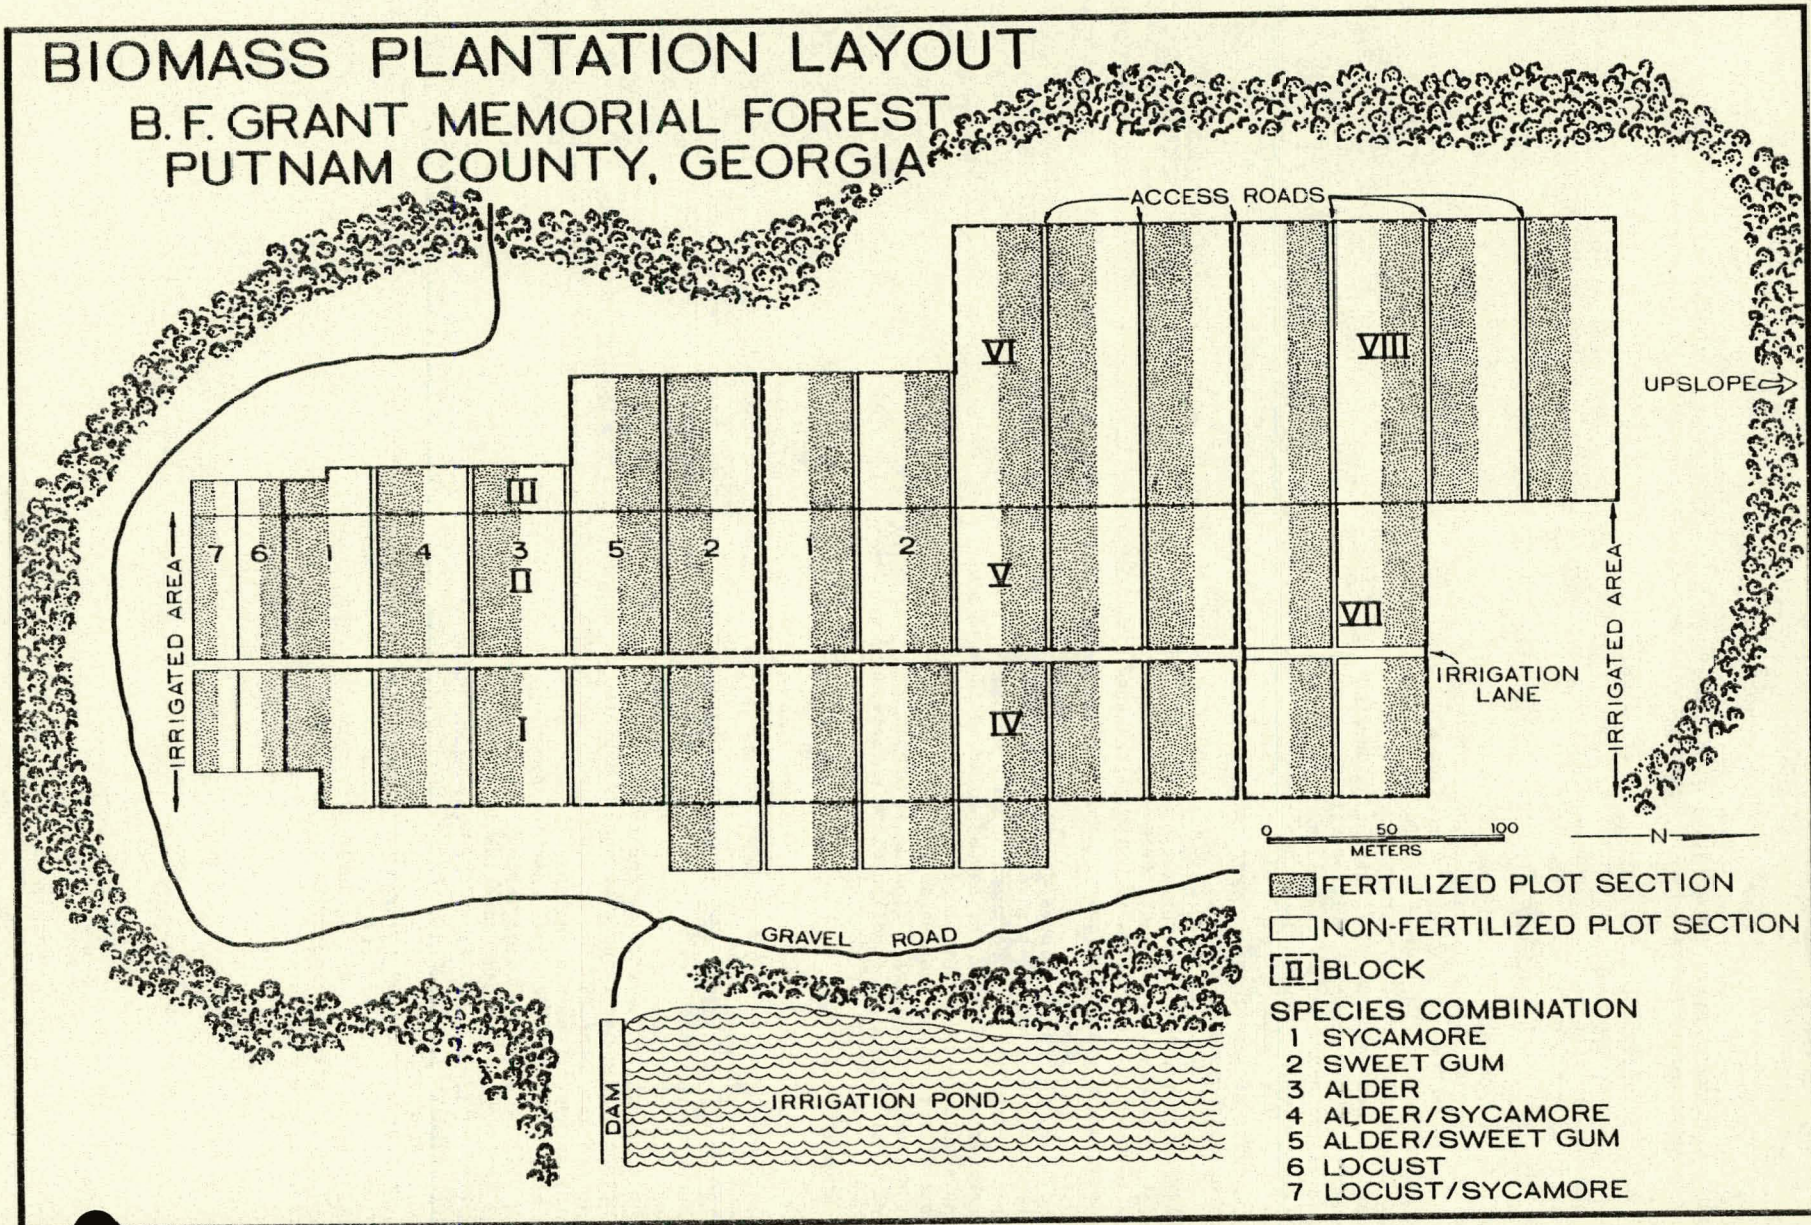 BIOMASS PLANTATION LAYOUT
B. F. GRANT MEMORIAL FOREST
PUTNAM COUNTY, GEORGIA
ACCESS ROADS
VI
VIII
UPSLOPE
III
7 6 1 4 3 5 2 1 2
II
V
VII
IRRIGATED AREA
IRRIGATED AREA
IRRIGATION
LANE
I
IV
0 50 100
METERS
N
FERTILIZED PLOT SECTION
NON-FERTILIZED PLOT SECTION
II BLOCK
GRAVEL ROAD
SPECIES COMBINATION
1 SYCAMORE
2 SWEET GUM
3 ALDER
4 ALDER/SYCAMORE
5 ALDER/SWEET GUM
6 LOCUST
7 LOCUST/SYCAMORE
DAM
IRRIGATION POND